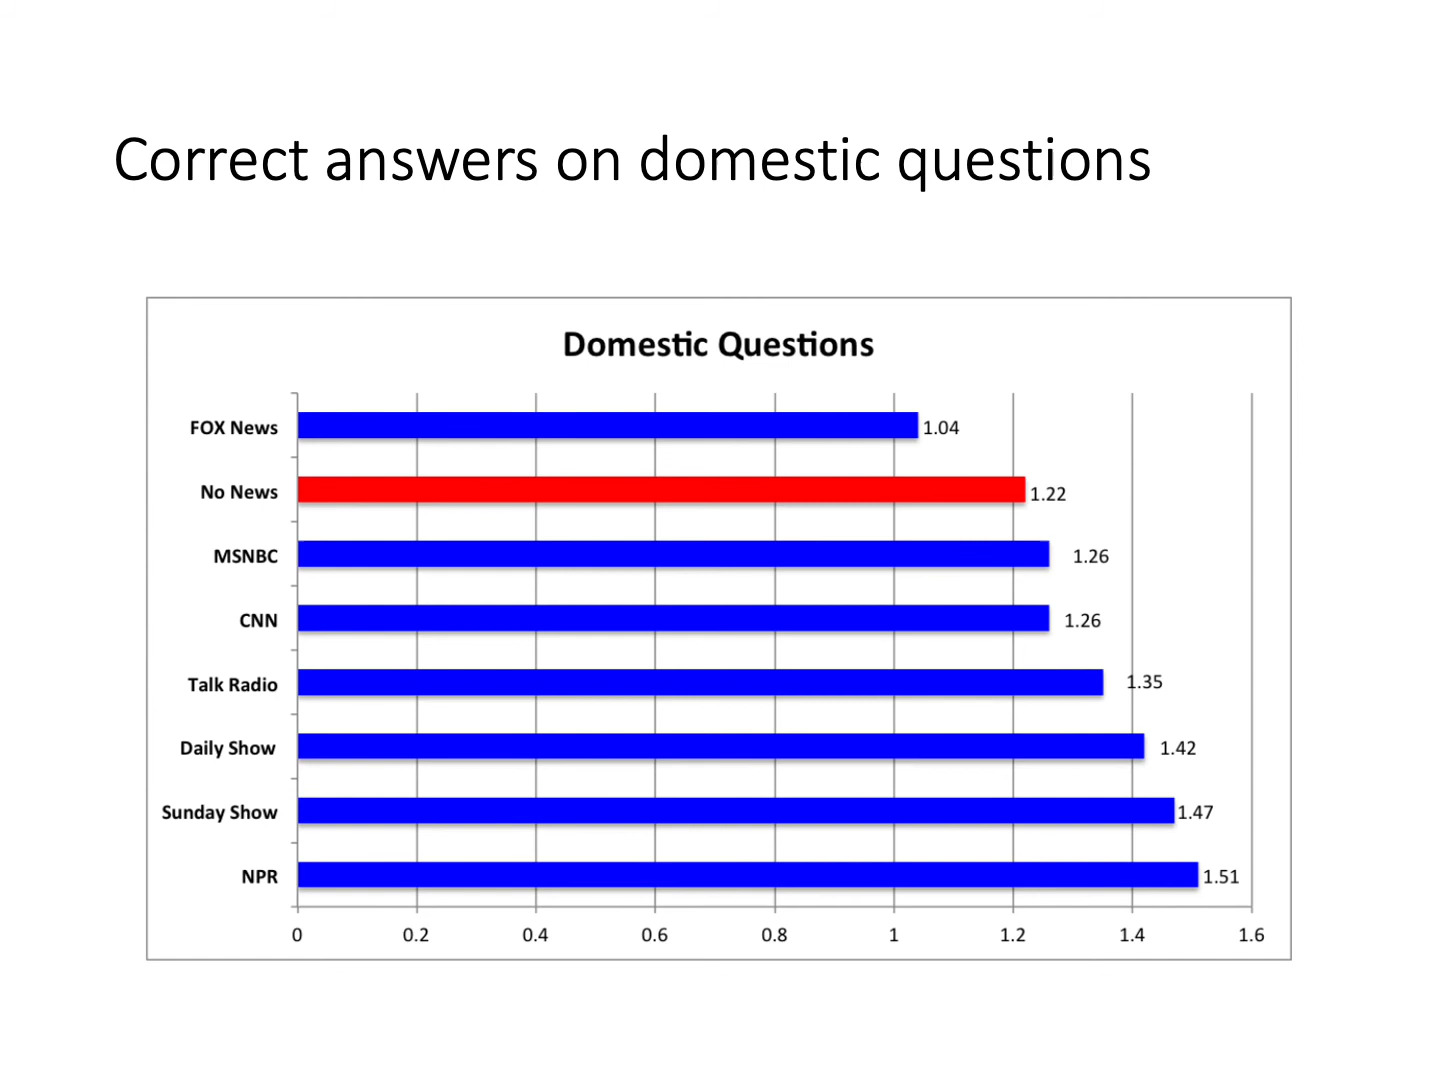 Correct answers on domestic questions
Domestic Questions
FOX News 1.04
No News 1.22
MSNBC 1.26
CNN 1.26
Talk Radio 1.35
Daily Show 1.42
Sunday Show 1.47
NPR 1.51
0 0.2 0.4 0.6 0.8 1 1.2 1.4 1.6